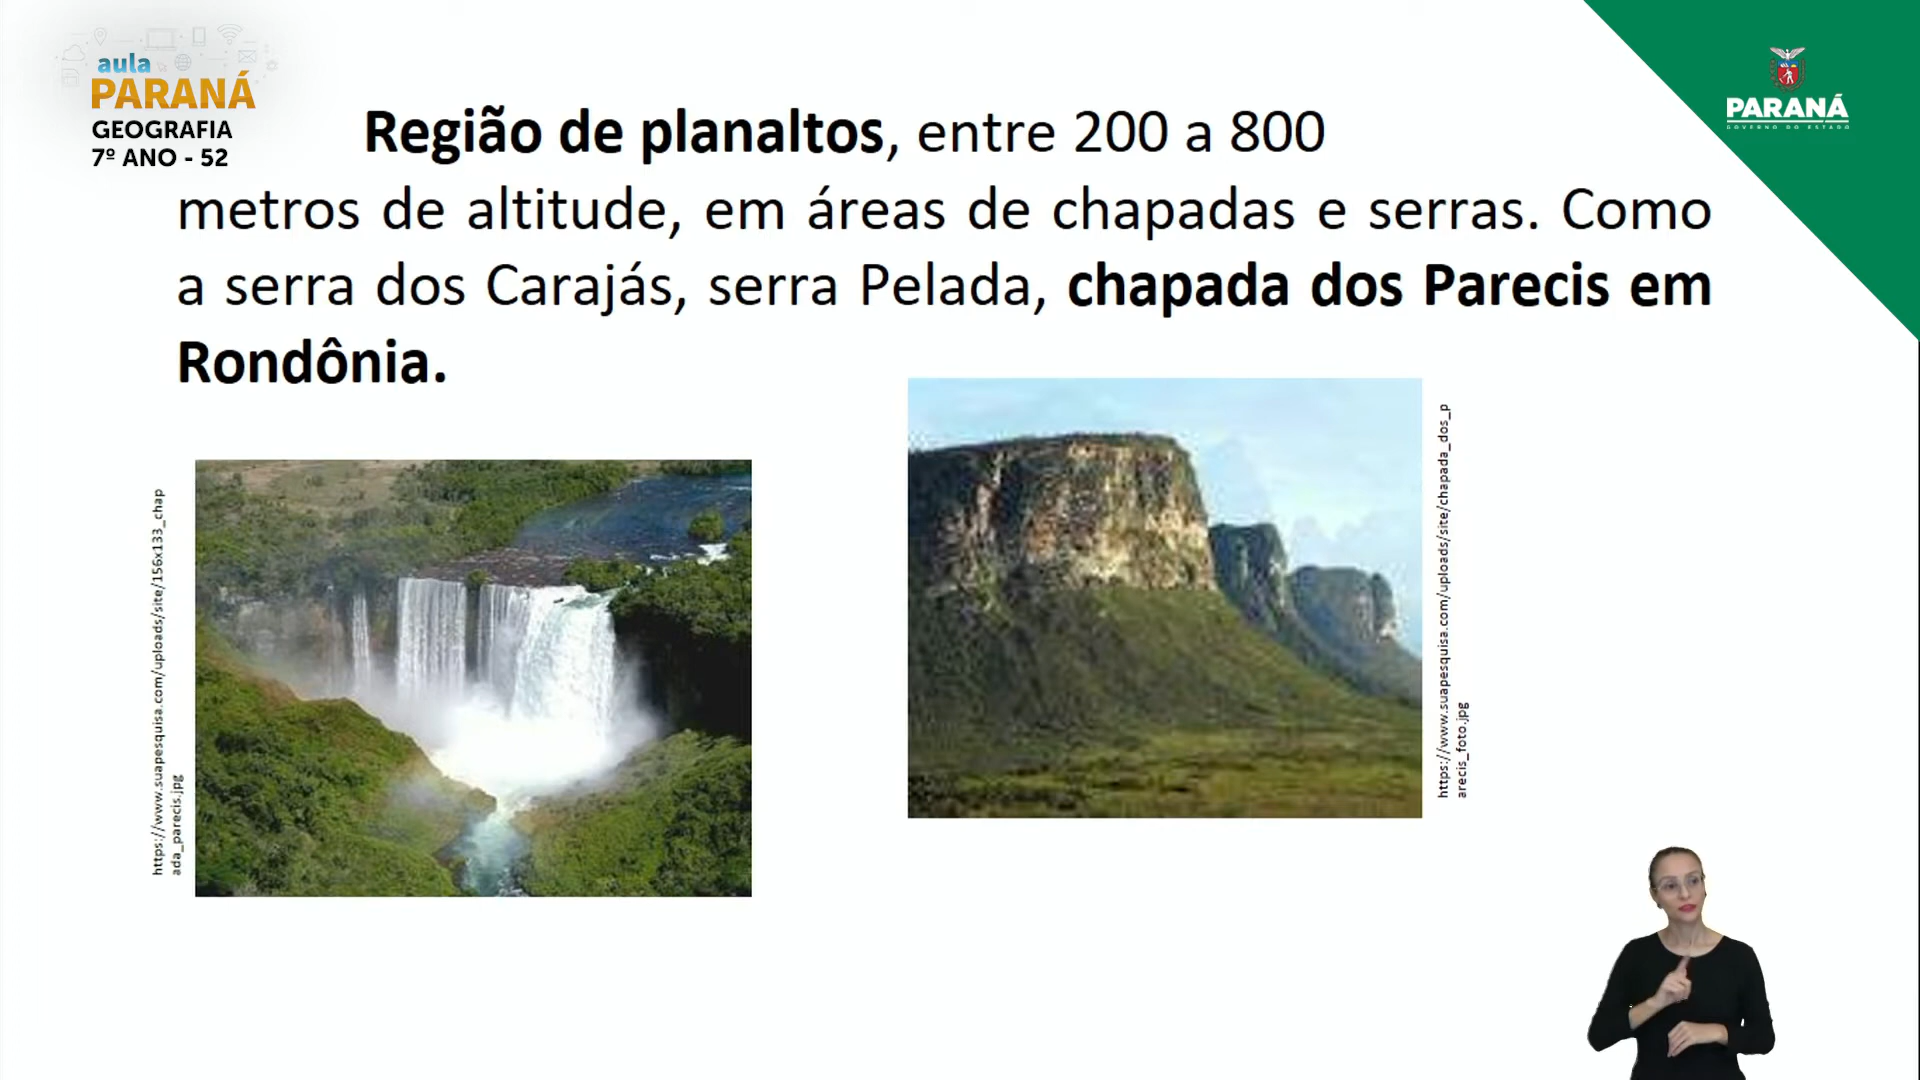 aula
PARANÁ
GEOGRAFIA
7º ANO - 52
PARANÁ
GOVERNO DO ESTADO
Região de planaltos, entre 200 a 800
metros de altitude, em áreas de chapadas e serras. Como
a serra dos Carajás, serra Pelada, chapada dos Parecis em
Rondônia.
https://www.suapesquisa.com/uploads/site/156x133_chap
ada_parecis.jpg
https://www.suapesquisa.com/uploads/site/chapada_dos_p
arecis_foto.jpg